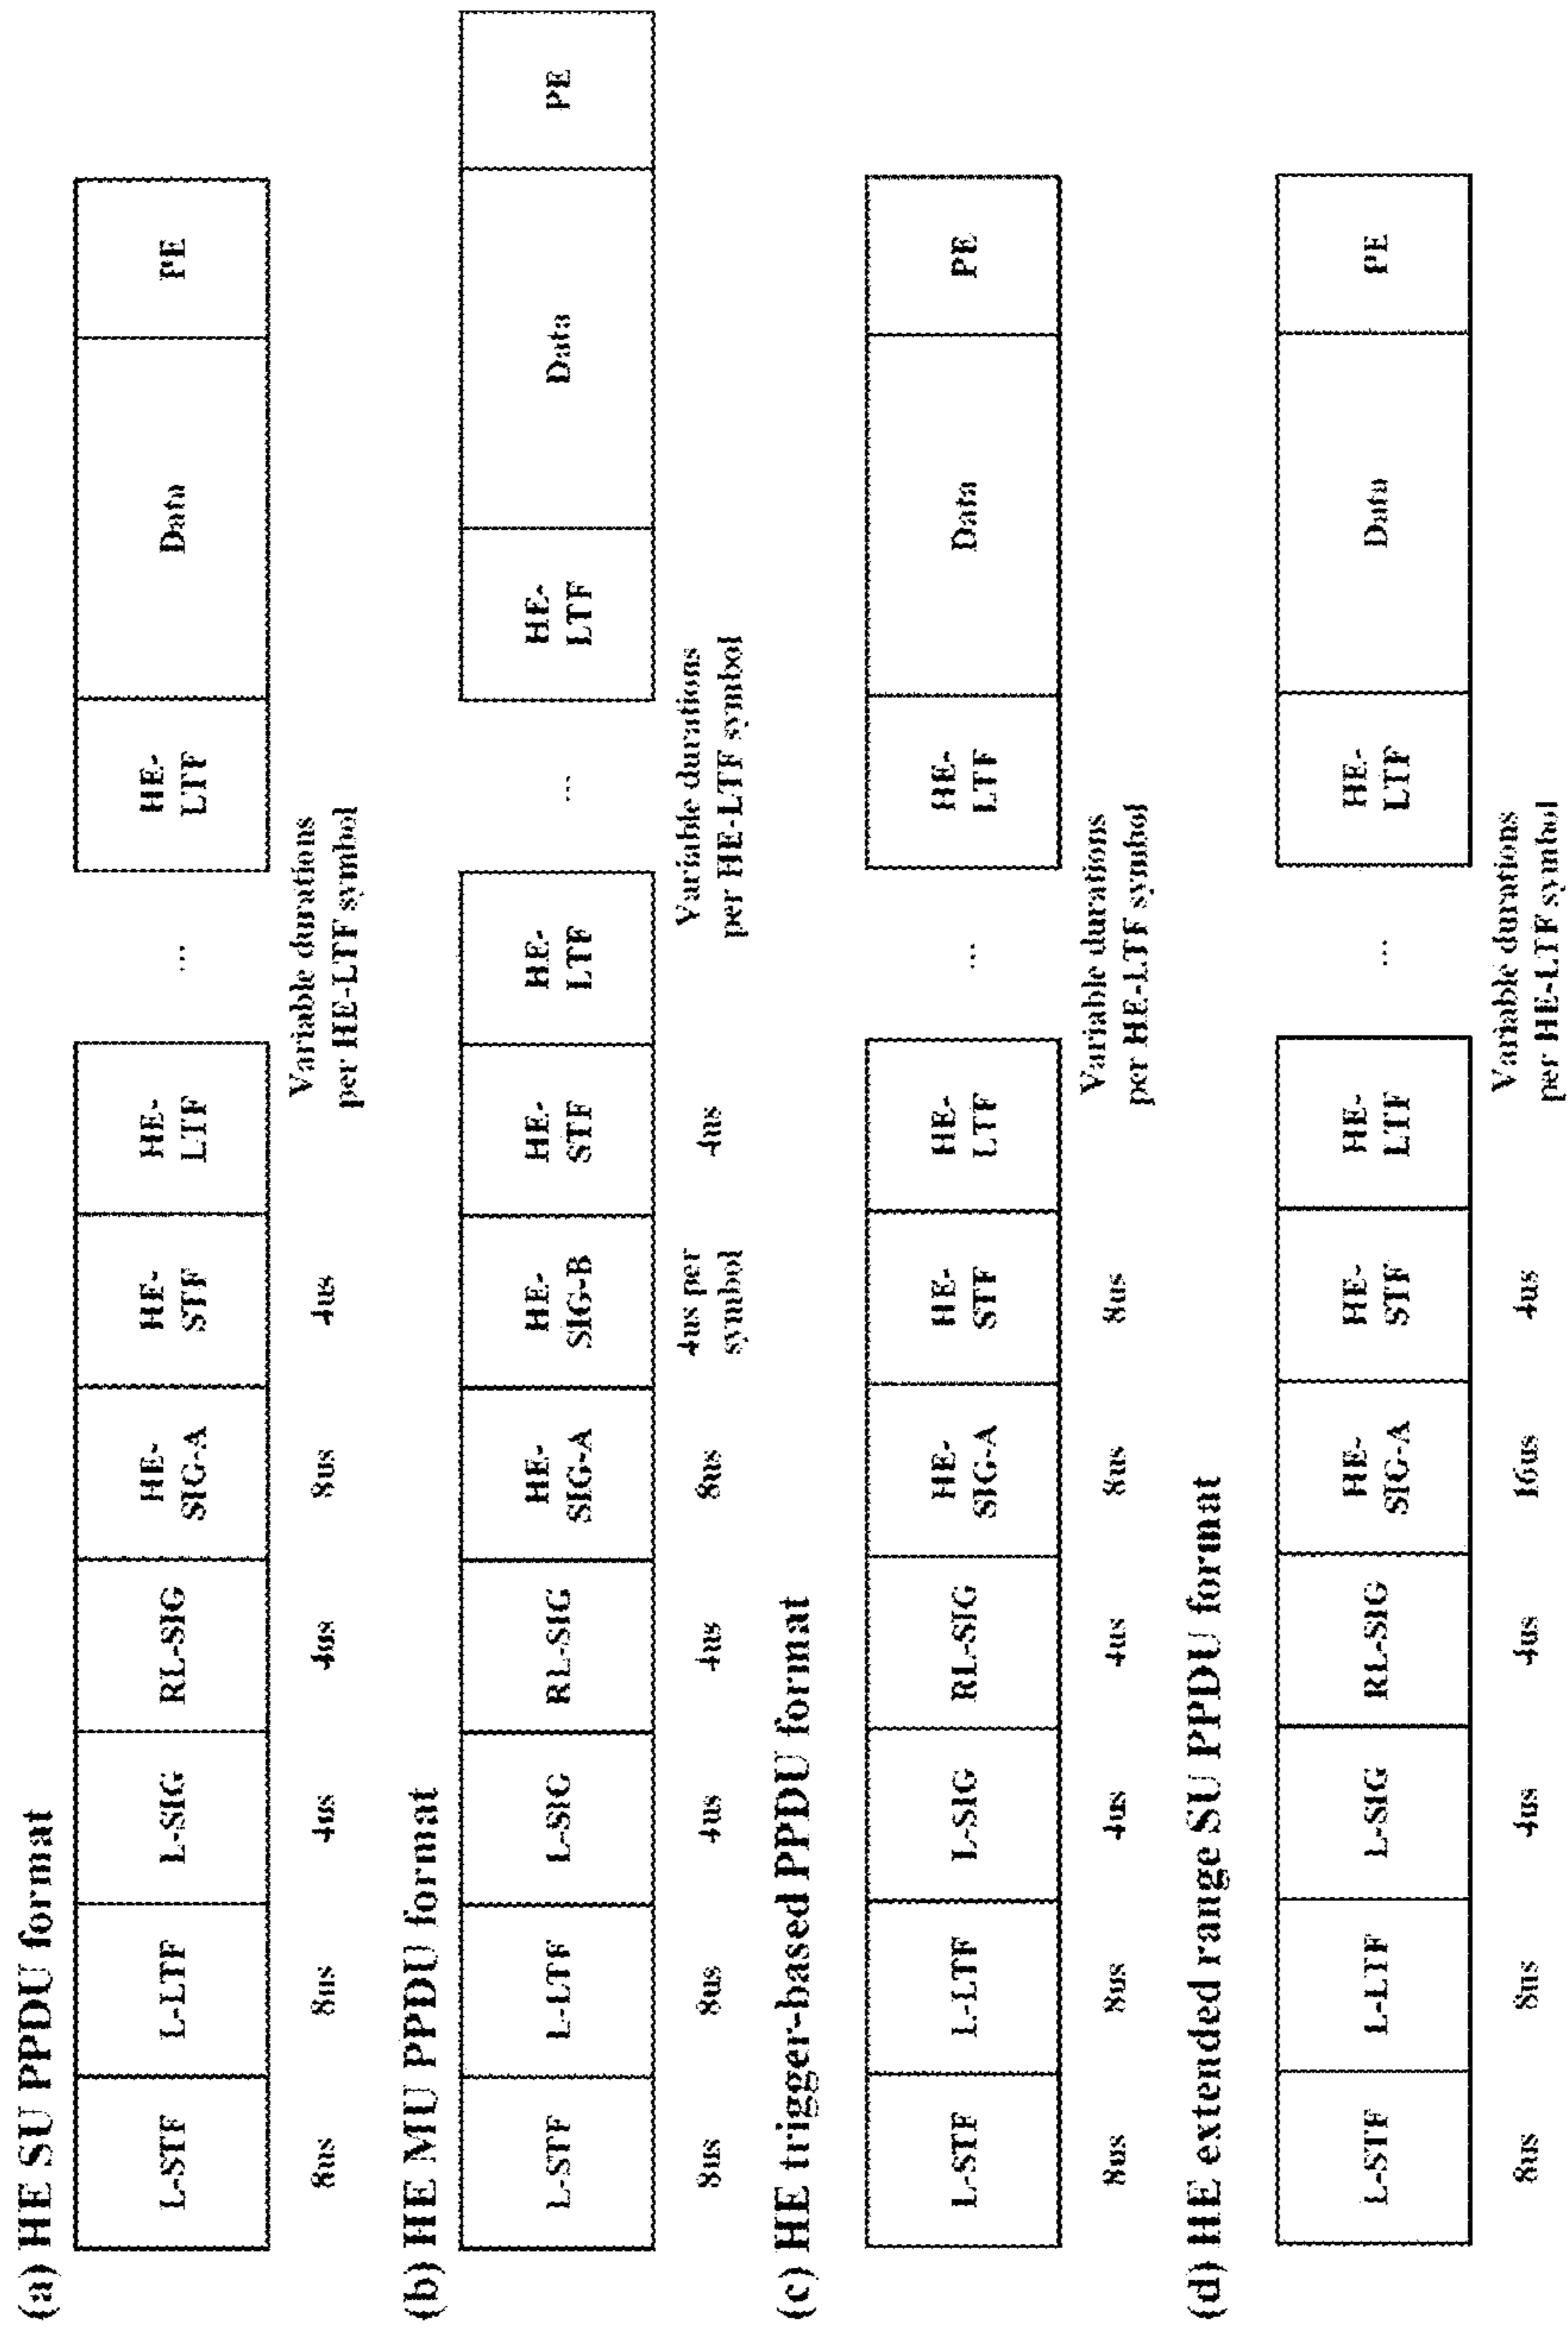 (a) HE SU PPDU format
L-STF
L-LTF
L-SIG
RL-SIG
HE-
SIG-A
HE-
STF
HE-
LTF
...
HE-
LTF
Data
PE
8us
8us
4us
4us
8us
4us
Variable durations
per HE-LTF symbol
(b) HE MU PPDU format
L-STF
L-LTF
L-SIG
RL-SIG
HE-
SIG-A
HE-
SIG-B
HE-
STF
HE-
LTF
...
HE-
LTF
Data
PE
8us
8us
4us
4us
8us
4us per
symbol
4us
Variable durations
per HE-LTF symbol
(c) HE trigger-based PPDU format
L-STF
L-LTF
L-SIG
RL-SIG
HE-
SIG-A
HE-
STF
HE-
LTF
...
HE-
LTF
Data
PE
8us
8us
4us
4us
8us
8us
Variable durations
per HE-LTF symbol
(d) HE extended range SU PPDU format
L-STF
L-LTF
L-SIG
RL-SIG
HE-
SIG-A
HE-
STF
HE-
LTF
...
HE-
LTF
Data
PE
8us
8us
4us
4us
16us
4us
Variable durations
per HE-LTF symbol